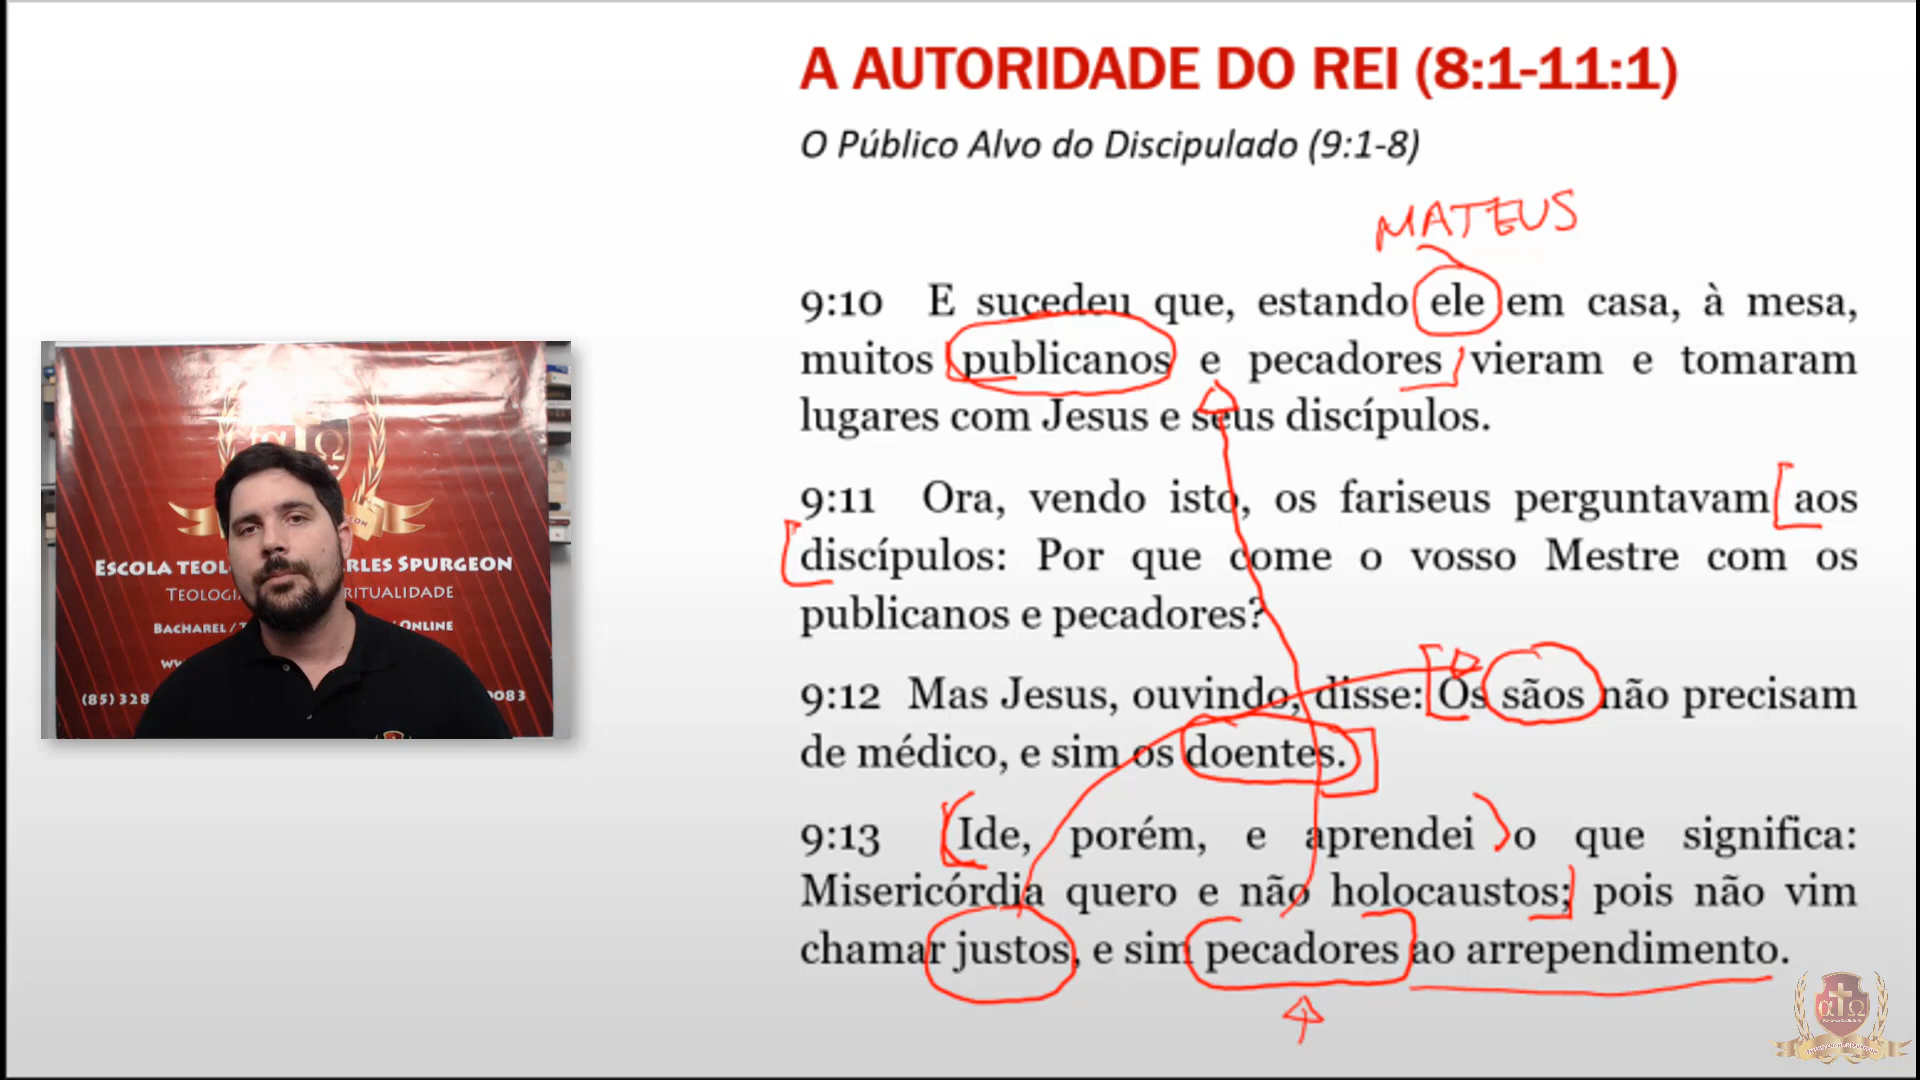 A AUTORIDADE DO REI (8:1-11:1)
O Público Alvo do Discipulado (9:1-8)
MATEUS
9:10 E sucedeu que, estando ele em casa, à mesa,
muitos publicanos e pecadores vieram e tomaram
lugares com Jesus e seus discípulos.
9:11 Ora, vendo isto, os fariseus perguntavam aos
discípulos: Por que come o vosso Mestre com os
publicanos e pecadores?
9:12 Mas Jesus, ouvindo, disse: Os sãos não precisam
de médico, e sim os doentes.
9:13 Ide, porém, e aprendei o que significa:
Misericórdia quero e não holocaustos; pois não vim
chamar justos, e sim pecadores ao arrependimento.
α Ω
ESCOLA TEOL RLES SPURGEON
TEOLOGIA RITUALIDADE
BACHAREL / T ONLINE
(85) 328 0083
α Ω